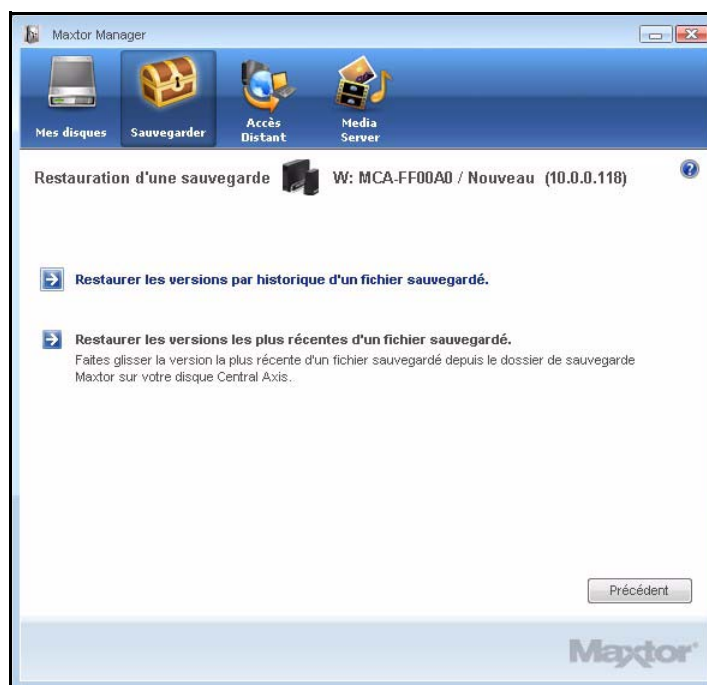 Maxtor Manager
Mes disques
Sauvegarder
Accès
Distant
Media
Server
Restauration d'une sauvegarde
W: MCA-FF00A0 / Nouveau (10.0.0.118)
?
Restaurer les versions par historique d'un fichier sauvegardé.
Restaurer les versions les plus récentes d'un fichier sauvegardé.
Faites glisser la version la plus récente d'un fichier sauvegardé depuis le dossier de sauvegarde
Maxtor sur votre disque Central Axis.
Précédent
Maxtor